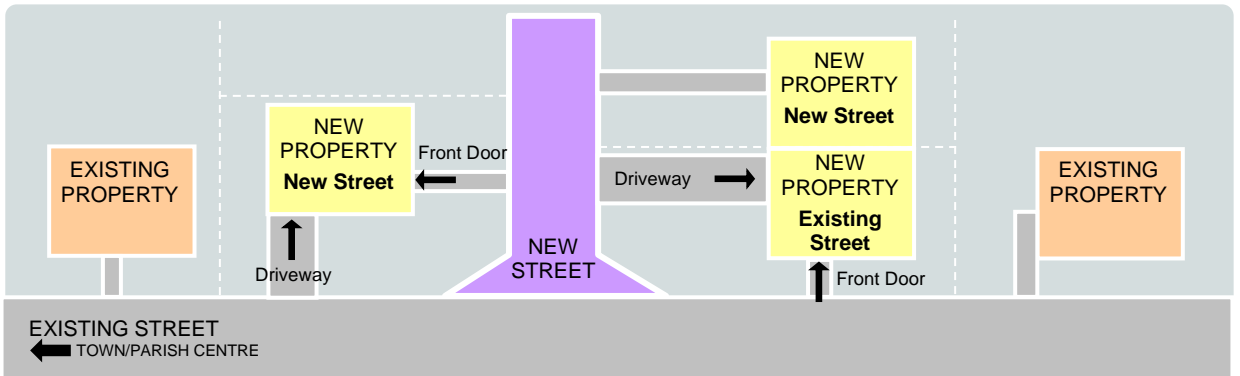 EXISTING
PROPERTY
NEW
PROPERTY
New Street
Front Door
Driveway
NEW
STREET
NEW
PROPERTY
New Street
Driveway
NEW
PROPERTY
Existing
Street
Front Door
EXISTING
PROPERTY
EXISTING STREET
TOWN/PARISH CENTRE